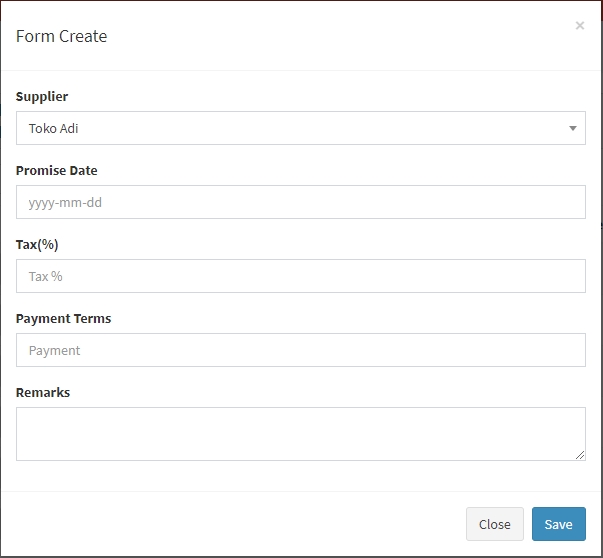 Form Create
×
Supplier
Toko Adi
Promise Date
yyyy-mm-dd
Tax(%)
Tax %
Payment Terms
Payment
Remarks
Close
Save